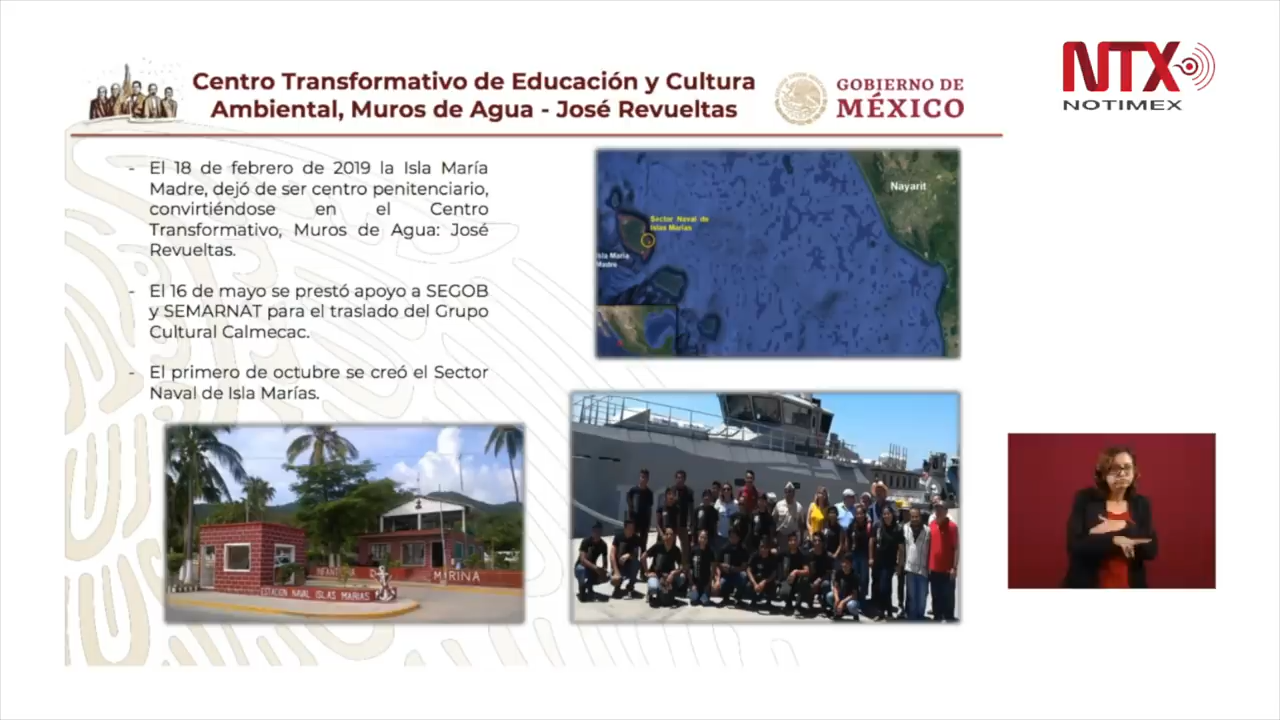 Centro Transformativo de Educación y Cultura
Ambiental, Muros de Agua - José Revueltas
GOBIERNO DE
MÉXICO
NTX
NOTIMEX
- El 18 de febrero de 2019 la Isla María
Madre, dejó de ser centro penitenciario,
convirtiéndose en el Centro
Transformativo, Muros de Agua: José
Revueltas.
- El 16 de mayo se prestó apoyo a SEGOB
y SEMARNAT para el traslado del Grupo
Cultural Calmecac.
- El primero de octubre se creó el Sector
Naval de Isla Marías.
Nayarit
Sector Naval de
Islas Marías
Isla María
Madre
MARINA
ESTACION NAVAL ISLAS MARIAS